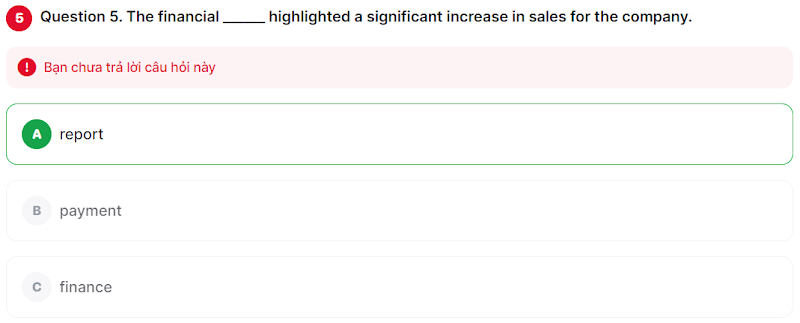 5 Question 5. The financial ______ highlighted a significant increase in sales for the company.
! Bạn chưa trả lời câu hỏi này
A report
B payment
C finance